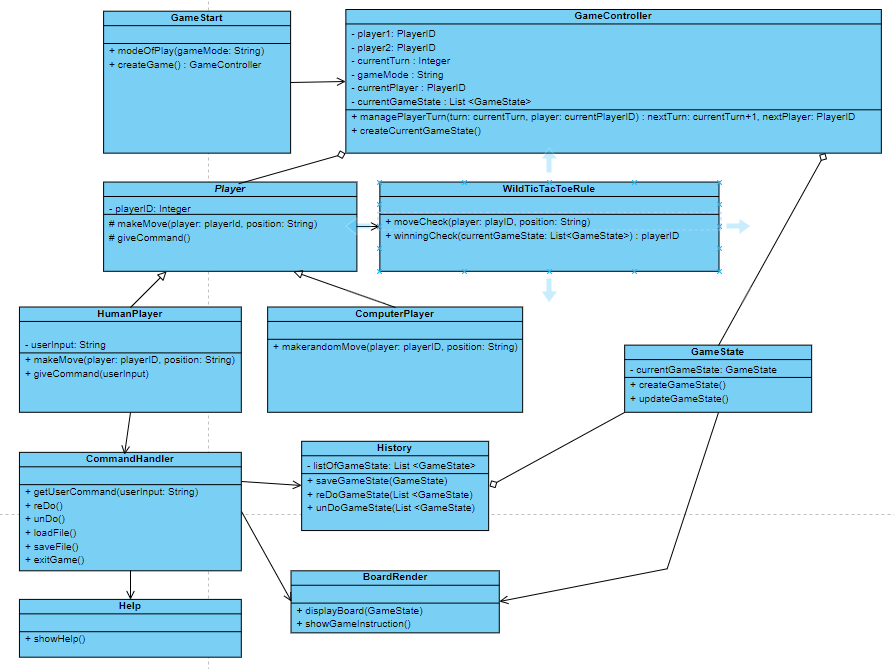 GameStart
+ modeOfPlay(gameMode: String)
+ createGame() : GameController
GameController
- player1: PlayerID
- player2: PlayerID
- currentTurn : Integer
- gameMode : String
- currentPlayer : PlayerID
- currentGameState : List <GameState>
+ managePlayerTurn(turn: currentTurn, player: currentPlayerID) : nextTurn: currentTurn+1, nextPlayer: PlayerID
+ createCurrentGameState()
Player
- playerID: Integer
# makeMove(player: playerId, position: String)
# giveCommand()
WildTicTacToeRule
+ moveCheck(player: playID, position: String)
+ winningCheck(currentGameState: List<GameState>) : playerID
HumanPlayer
- userInput: String
+ makeMove(player: playerID, position: String)
+ giveCommand(userInput)
ComputerPlayer
+ makerandomMove(player: playerID, position: String)
GameState
- currentGameState: GameState
+ createGameState()
+ updateGameState()
CommandHandler
+ getUserCommand(userInput: String)
+ reDo()
+ unDo()
+ loadFile()
+ saveFile()
+ exitGame()
History
- listOfGameState: List <GameState>
+ saveGameState(GameState)
+ reDoGameState(List <GameState)
+ unDoGameState(List <GameState)
BoardRender
+ displayBoard(GameState)
+ showGameInstruction()
Help
+ showHelp()